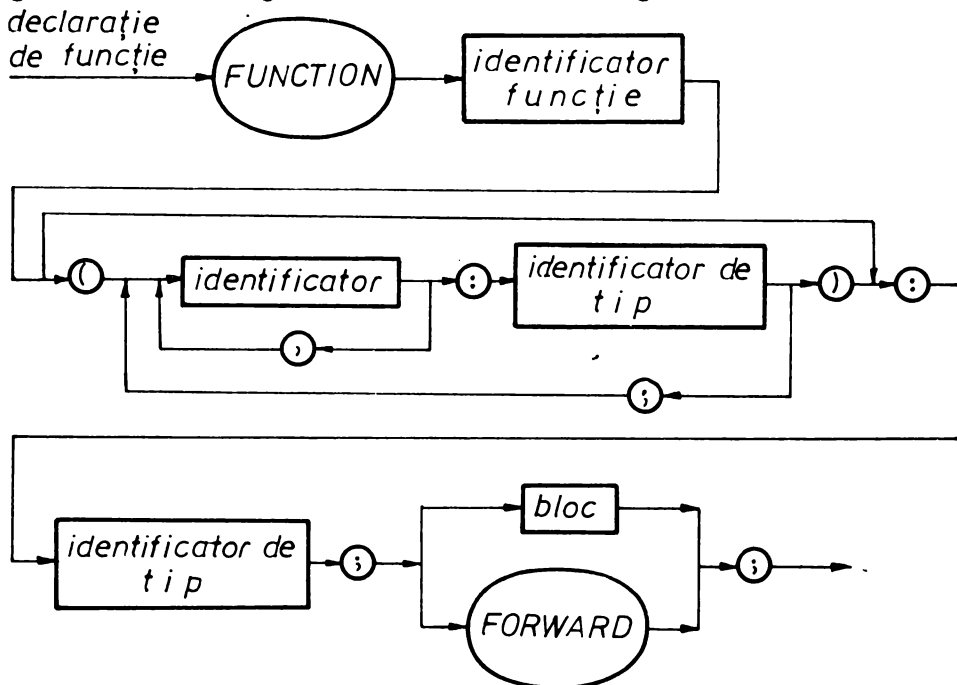 declarație
de funcție
FUNCTION
identificator
funcție
(
identificator
:
identificator de
tip
)
:
,
;
identificator de
tip
;
bloc
FORWARD
;